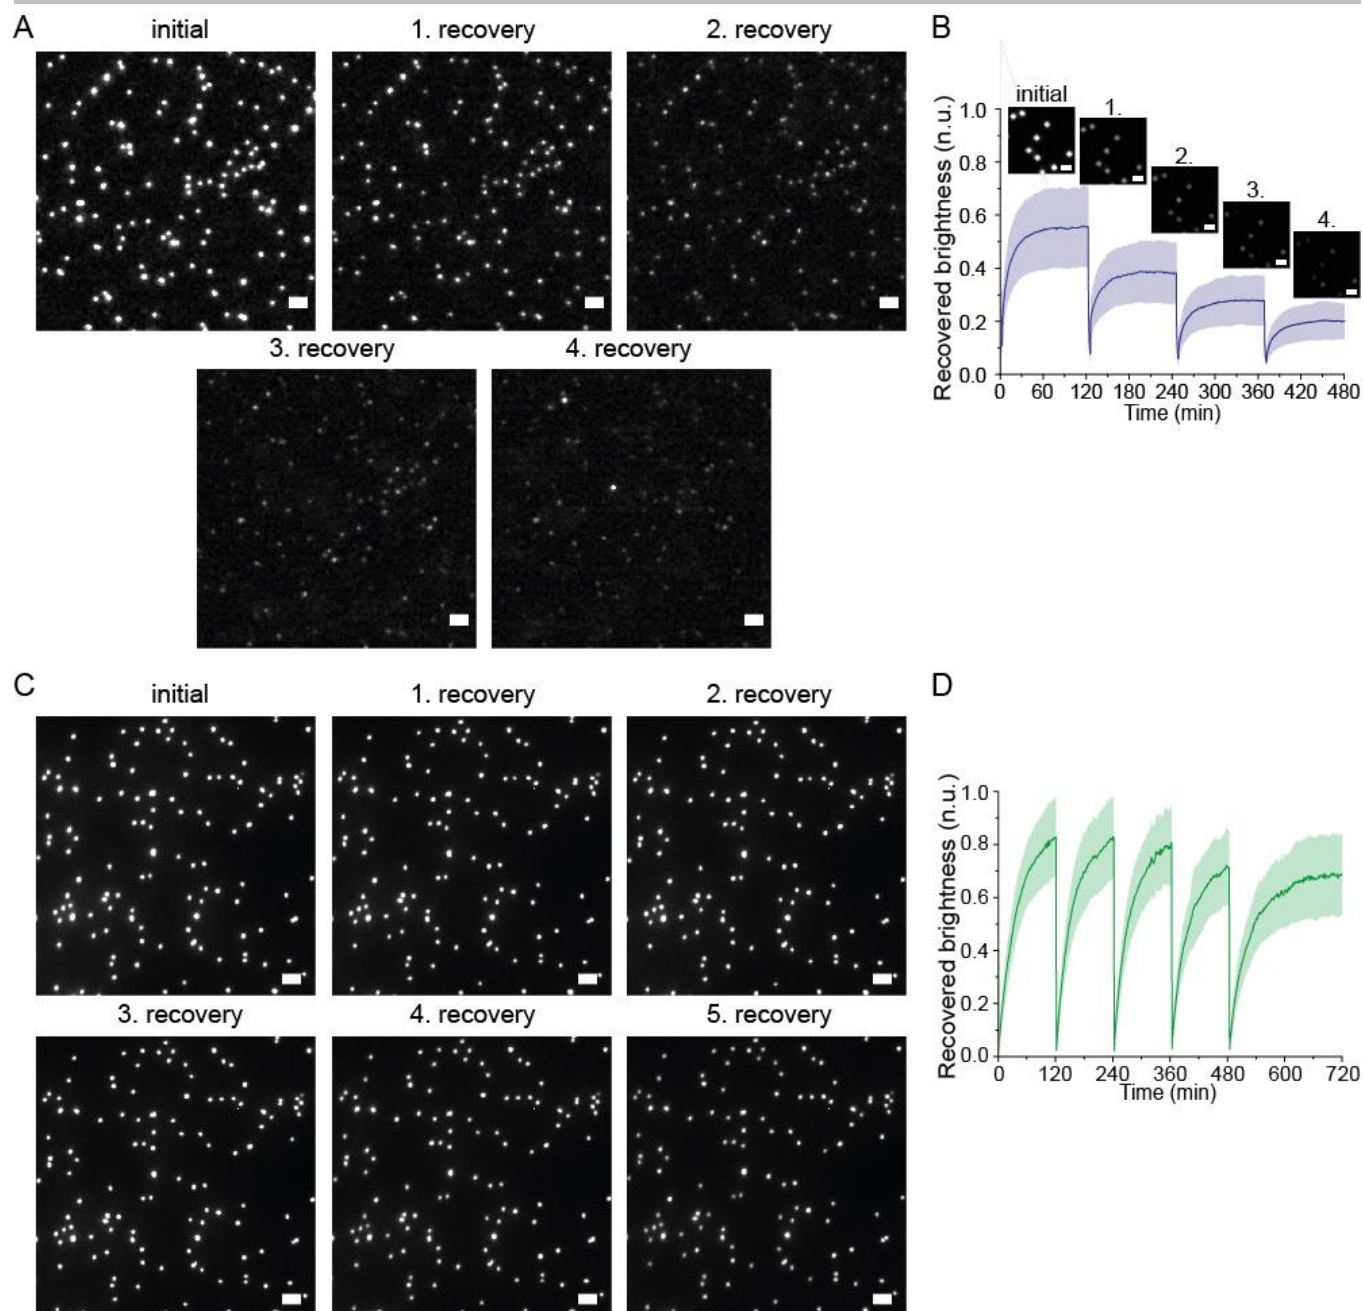 A
initial
1. recovery
2. recovery
3. recovery
4. recovery
B
Recovered brightness (n.u.)
1.0
0.8
0.6
0.4
0.2
0.0
initial
1.
2.
3.
4.
0 60 120 180 240 300 360 420 480
Time (min)
C
initial
1. recovery
2. recovery
3. recovery
4. recovery
5. recovery
D
Recovered brightness (n.u.)
1.0
0.8
0.6
0.4
0.2
0.0
0 120 240 360 480 600 720
Time (min)